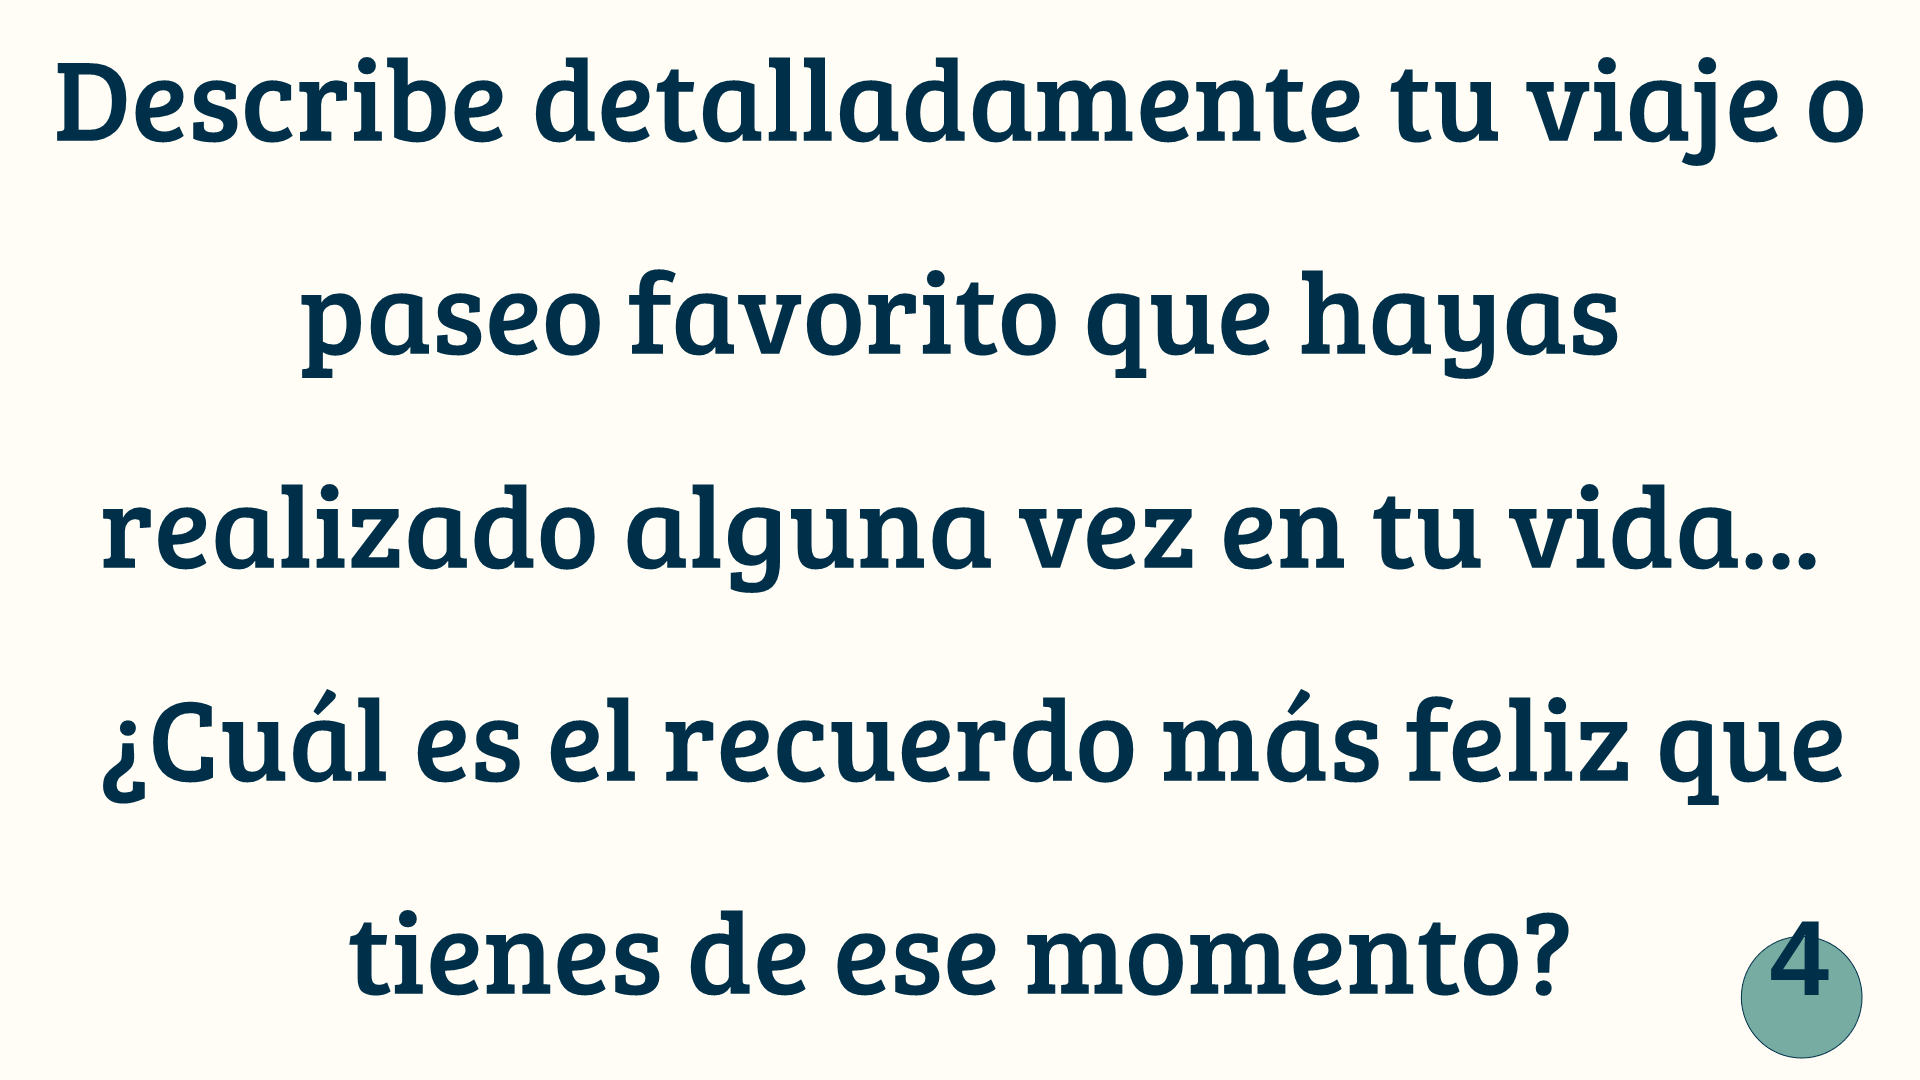 Describe detalladamente tu viaje o
paseo favorito que hayas
realizado alguna vez en tu vida...
¿Cuál es el recuerdo más feliz que
tienes de ese momento?
4